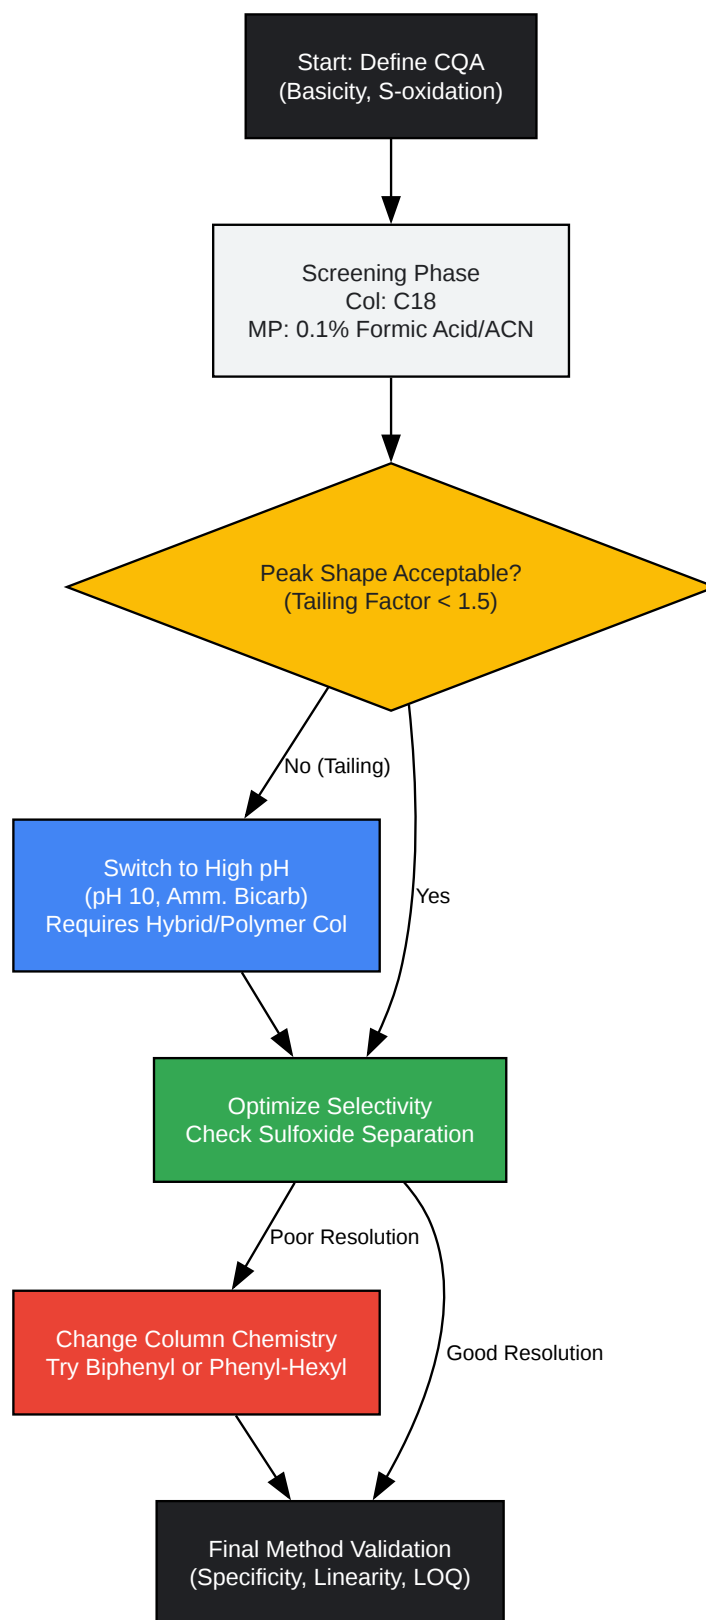 Start: Define CQA
(Basicity, S-oxidation)
Screening Phase
Col: C18
MP: 0.1% Formic Acid/ACN
Peak Shape Acceptable?
(Tailing Factor < 1.5)
No (Tailing)
Switch to High pH
(pH 10, Amm. Bicarb)
Requires Hybrid/Polymer Col
Yes
Optimize Selectivity
Check Sulfoxide Separation
Poor Resolution
Change Column Chemistry
Try Biphenyl or Phenyl-Hexyl
Good Resolution
Final Method Validation
(Specificity, Linearity, LOQ)